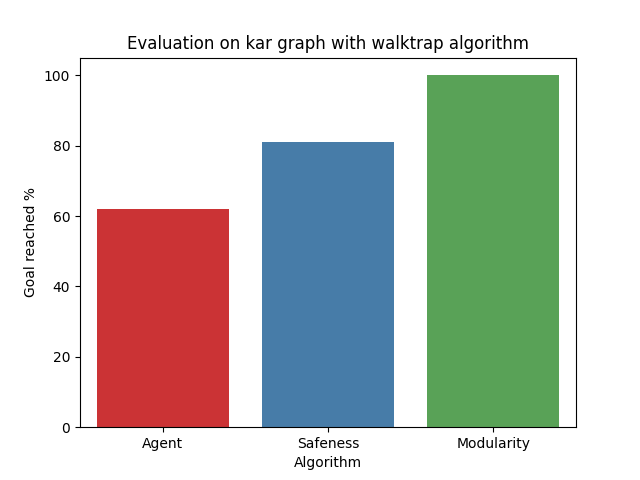 Evaluation on kar graph with walktrap algorithm
Goal reached %
100
80
60
40
20
0
Agent Safeness Modularity
Algorithm